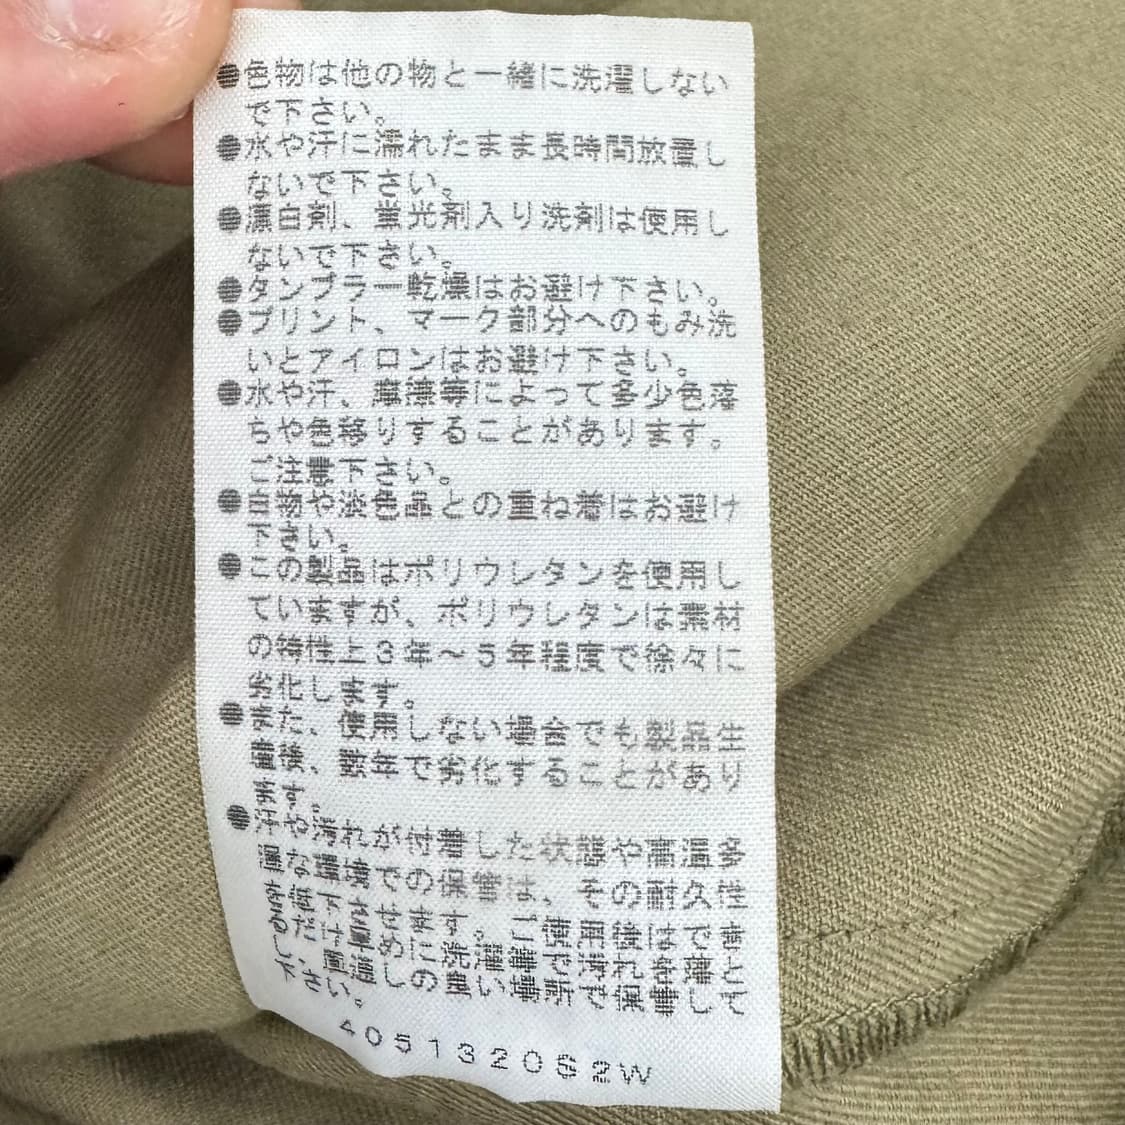 ●色物は他の物と一緒に洗濯しない
で下さい。
●水や汗に濡れたまま長時間放置し
ないで下さい。
●漂白剤、蛍光剤入り洗剤は使用し
ないで下さい。
●タンブラー乾燥はお避け下さい。
●プリント、マーク部分へのもみ洗
いとアイロンはお避け下さい。
●水や汗、摩擦等によって多少色落
ちや色移りすることがあります。
ご注意下さい。
●白物や淡色品との重ね着はお避け
下さい。
●この製品はポリウレタンを使用し
ていますが、ポリウレタンは素材
の特性上3年~5年程度で徐々に
劣化します。
●また、使用しない場合でも製品生
産後、数年で劣化することがあり
ます。
●汗や汚れが付着した状態や高温多
湿な環境での保管は、その耐久性
を低下させます。ご使用後はでき
るだけ早めに洗濯等で汚れを落と
し、風通しの良い場所で保管して
下さい。
405132082W